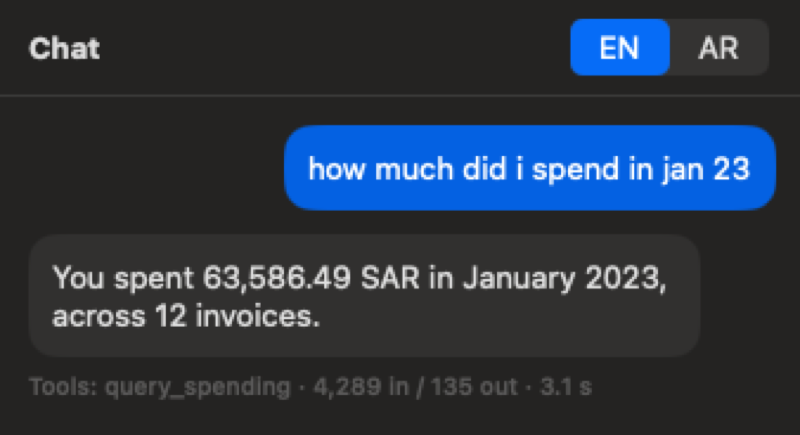 Chat
EN AR
how much did i spend in jan 23
You spent 63,586.49 SAR in January 2023,
across 12 invoices.
Tools: query_spending · 4,289 in / 135 out · 3.1 s